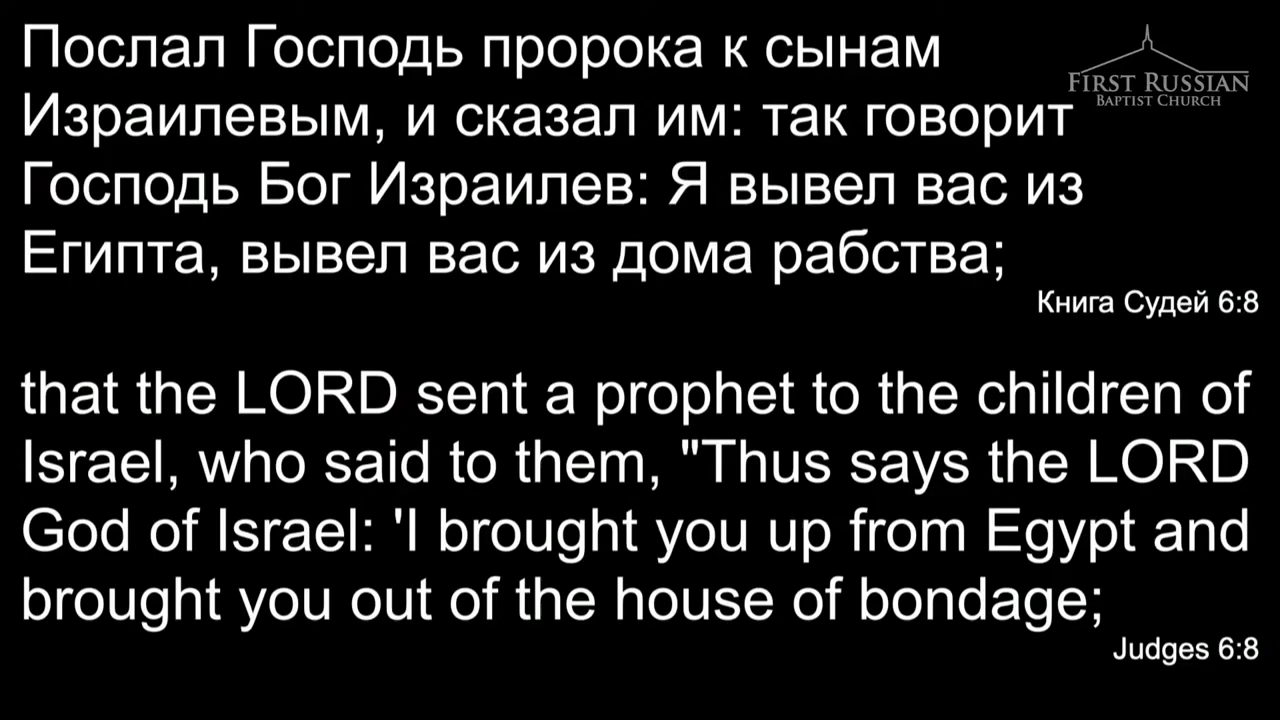 Послал Господь пророка к сынам
Израилевым, и сказал им: так говорит
Господь Бог Израилев: Я вывел вас из
Египта, вывел вас из дома рабства;
Книга Судей 6:8
that the LORD sent a prophet to the children of
Israel, who said to them, "Thus says the LORD
God of Israel: 'I brought you up from Egypt and
brought you out of the house of bondage;
Judges 6:8
FIRST RUSSIAN
BAPTIST CHURCH